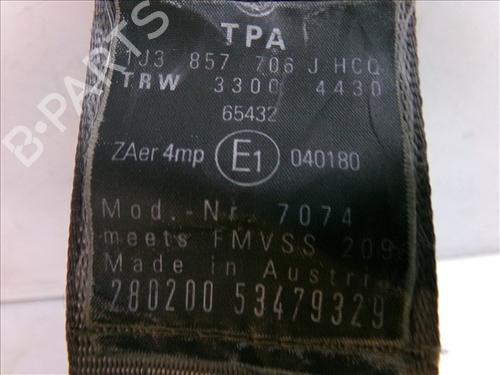 TPA
1J3 857 706 J HCQ
TRW 3300 4430
65432
ZAer 4mp E1 040180
Mod.-Nr. 7074
meets FMVSS 209
Made in Austria
280200 53479329
B-PARTS